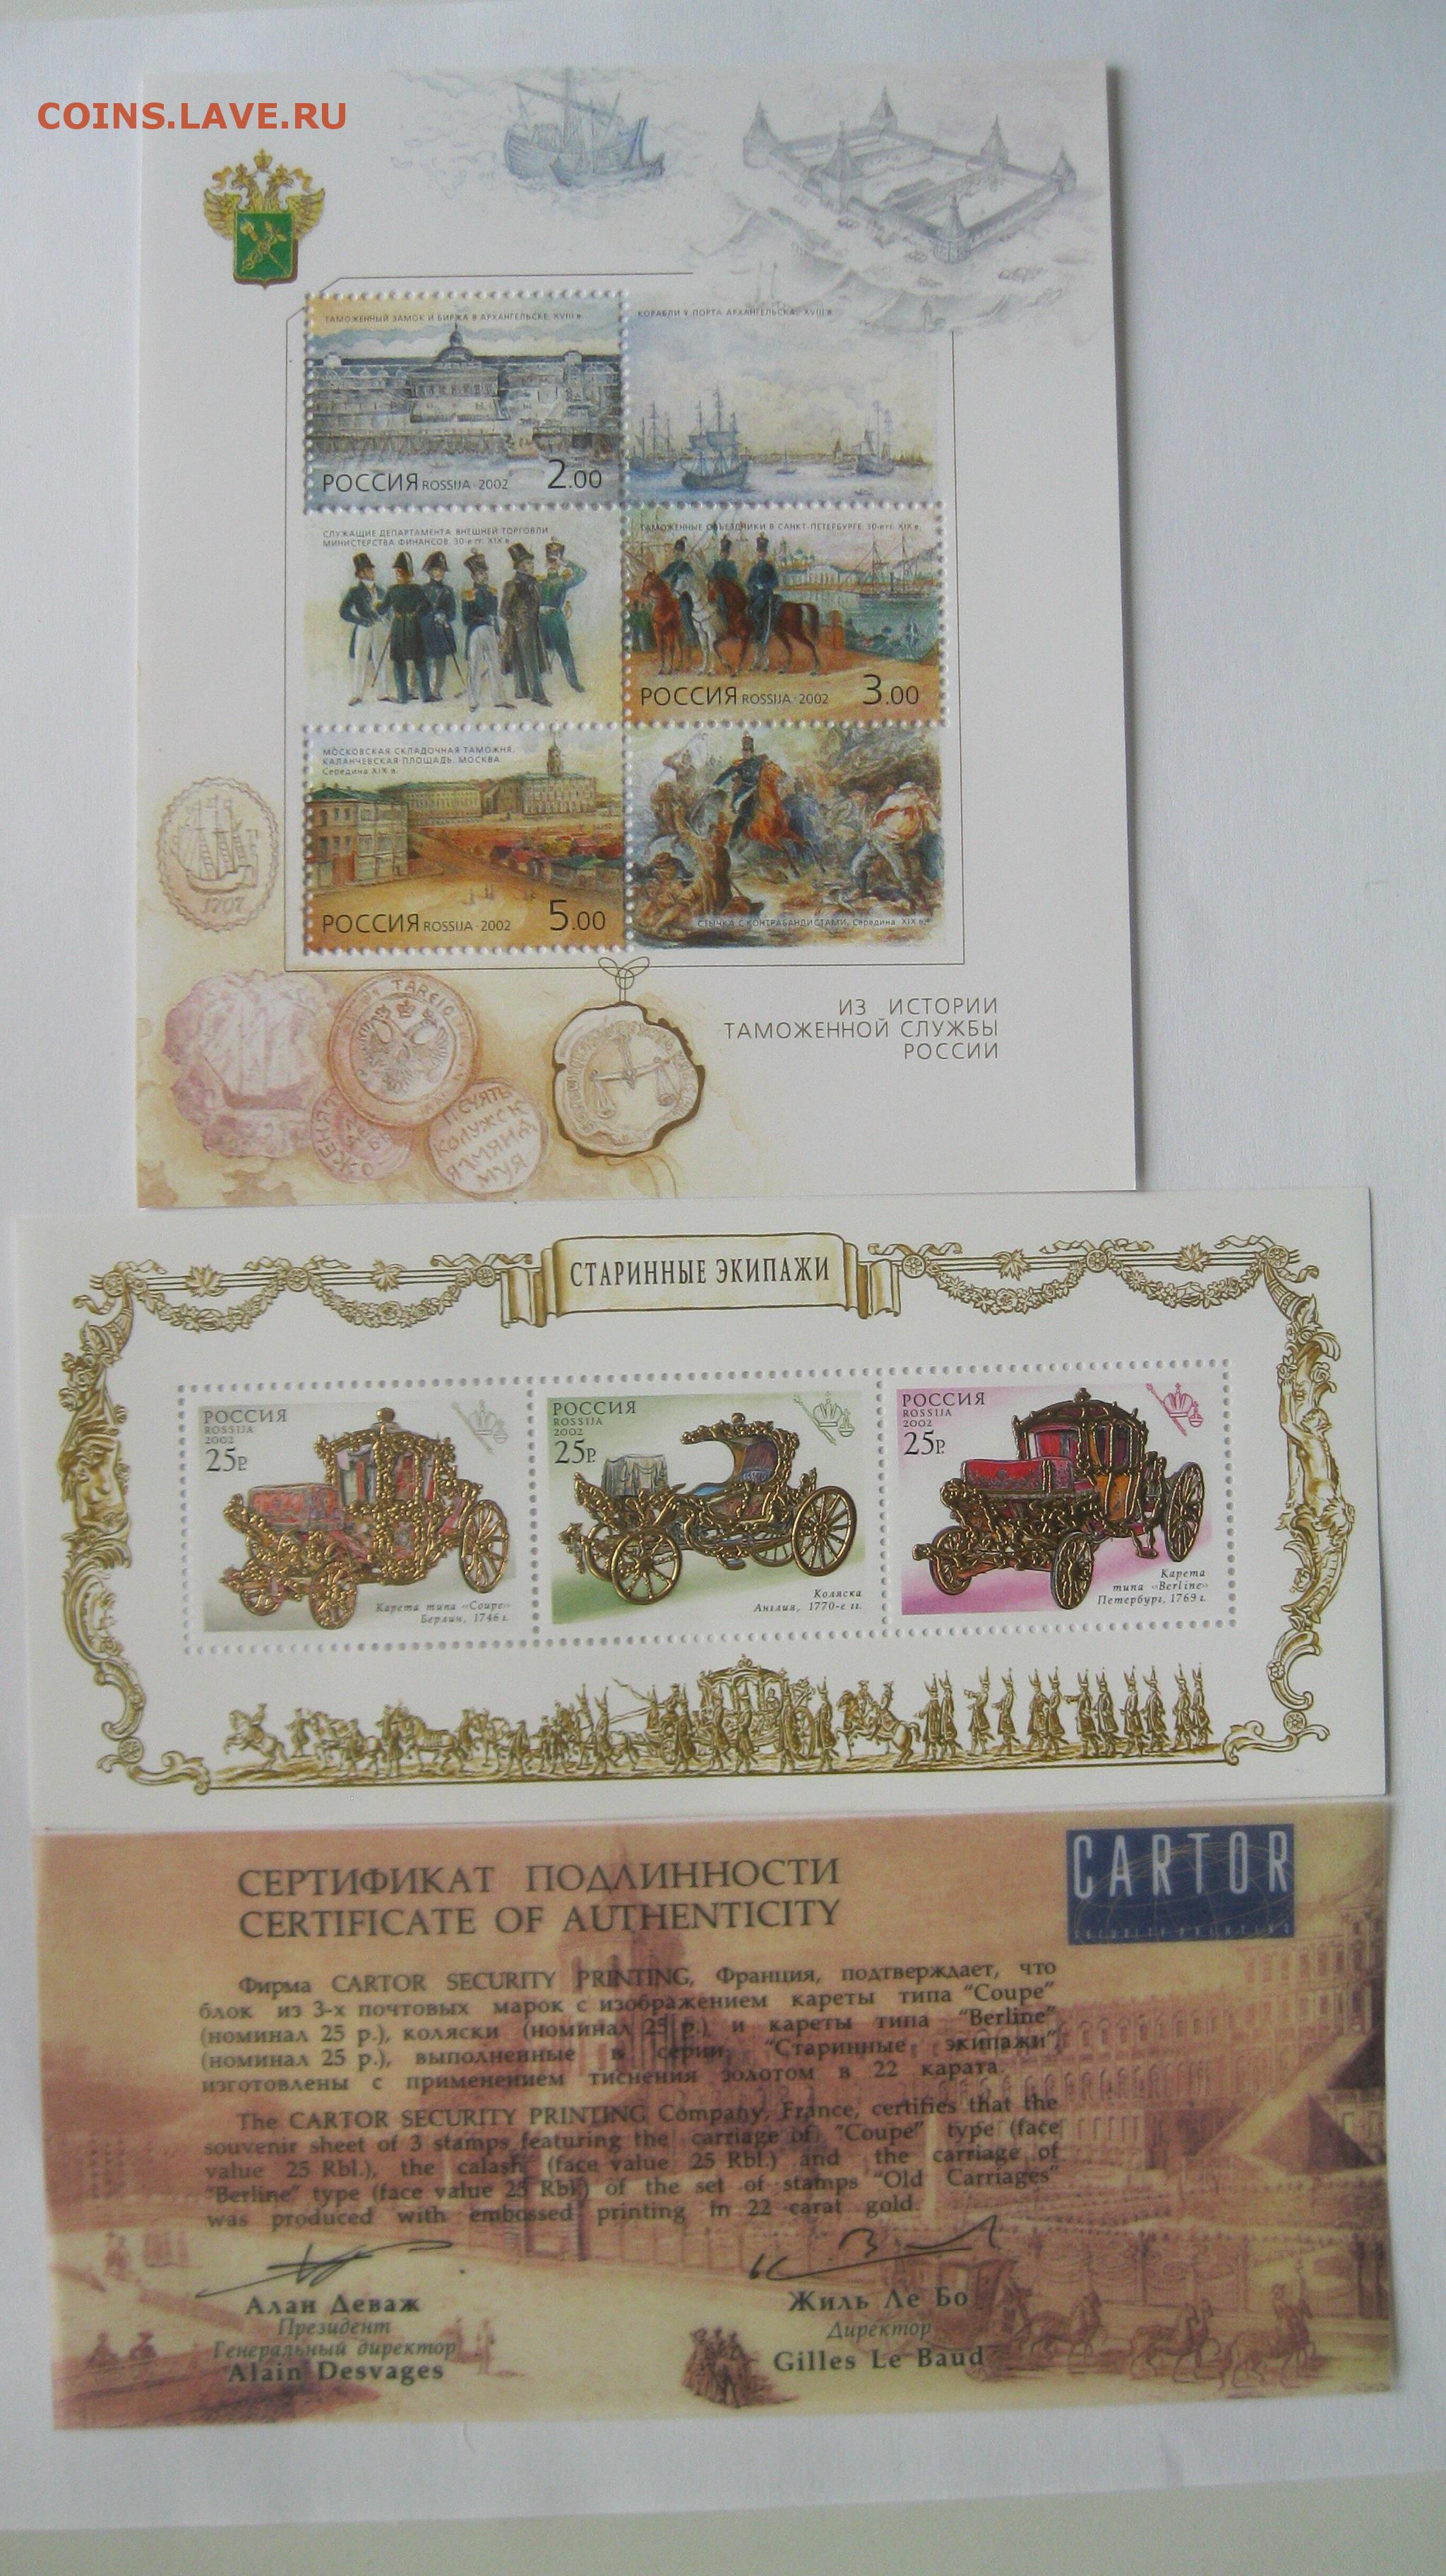 COINS.LAVE.RU
ТАМОЖЕННЫЙ ЗАМОК И БИРЖА В АРХАНГЕЛЬСКЕ. XVIII в.
РОССИЯ ROSSIJA · 2002 2.00
КОРАБЛИ У ПОРТА АРХАНГЕЛЬСКА. XVIII в.
СЛУЖАЩИЕ ДЕПАРТАМЕНТА ВНЕШНЕЙ ТОРГОВЛИ
МИНИСТЕРСТВА ФИНАНСОВ. 30-е гг. XIX в.
ТАМОЖЕННЫЕ ОБЪЕЗДЧИКИ В САНКТ-ПЕТЕРБУРГЕ. 30-е гг. XIX в.
РОССИЯ ROSSIJA · 2002 3.00
МОСКОВСКАЯ СКЛАДОЧНАЯ ТАМОЖНЯ.
КАЛАНЧЕВСКАЯ ПЛОЩАДЬ. МОСКВА.
Середина XIX в.
РОССИЯ ROSSIJA · 2002 5.00
СТЫЧКА С КОНТРАБАНДИСТАМИ. Середина XIX в.
1707
TARCIO
ПЕЧЯТЬ
КОЛУЖСК
ИЗ ИСТОРИИ
ТАМОЖЕННОЙ СЛУЖБЫ
РОССИИ
СТАРИННЫЕ ЭКИПАЖИ
РОССИЯ
ROSSIJA
2002
25Р.
Карета типа «Coupe»
Берлин, 1746 г.
РОССИЯ
ROSSIJA
2002
25Р.
Коляска
Англия, 1770-е гг.
РОССИЯ
ROSSIJA
2002
25Р.
Карета
типа «Berline»
Петербург, 1769 г.
CARTOR
SECURITY PRINTING
СЕРТИФИКАТ ПОДЛИННОСТИ
CERTIFICATE OF AUTHENTICITY
Фирма CARTOR SECURITY PRINTING, Франция, подтверждает, что
блок из 3-х почтовых марок с изображением кареты типа "Coupe"
(номинал 25 р.), коляски (номинал 25 р.) и кареты типа "Berline"
(номинал 25 р.), выполненные в серии "Старинные экипажи",
изготовлены с применением тиснения золотом в 22 карата.
The CARTOR SECURITY PRINTING Company, France, certifies that the
souvenir sheet of 3 stamps featuring the carriage of "Coupe" type (face
value 25 Rbl.), the calash (face value 25 Rbl.) and the carriage of
"Berline" type (face value 25 Rbl.) of the set of stamps "Old Carriages"
was produced with embossed printing in 22 carat gold.
Алан Деваж
Президент
Генеральный директор
Alain Desvages
Жиль Ле Бо
Директор
Gilles Le Baud